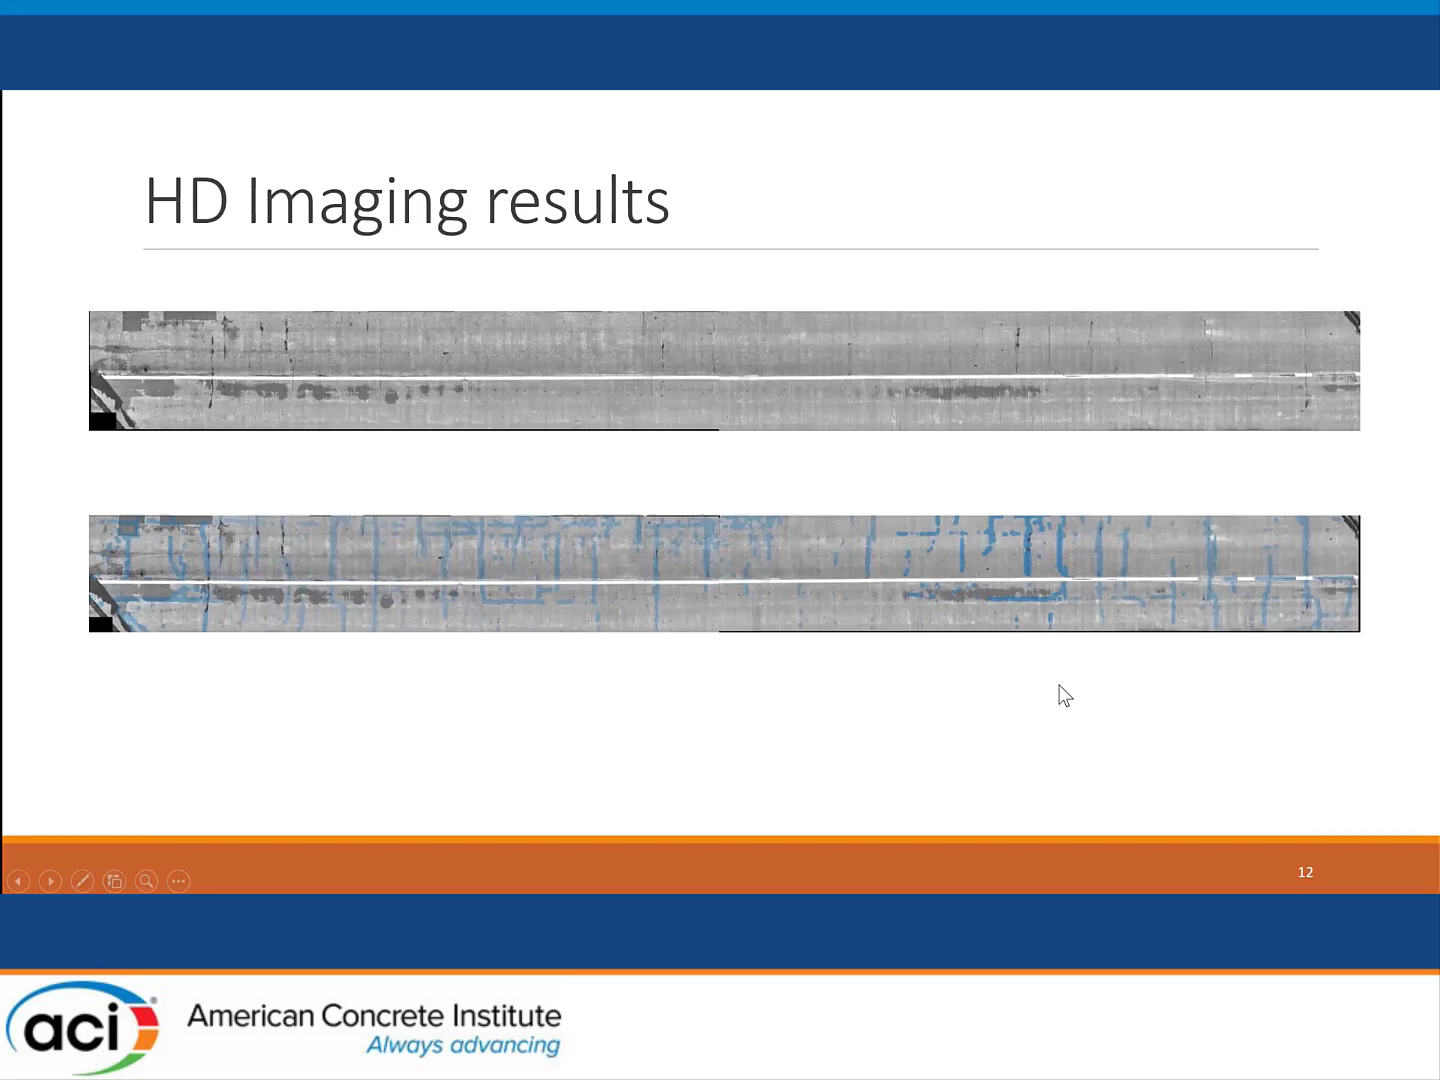 HD Imaging results
12
aci®
American Concrete Institute
Always advancing